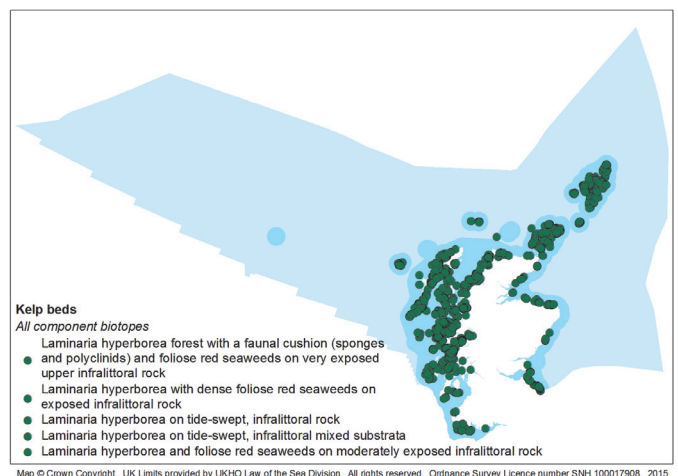 Kelp beds
All component biotopes
Laminaria hyperborea forest with a faunal cushion (sponges
and polyclinids) and foliose red seaweeds on very exposed
upper infralittoral rock
Laminaria hyperborea with dense foliose red seaweeds on
exposed infralittoral rock
Laminaria hyperborea on tide-swept, infralittoral rock
Laminaria hyperborea on tide-swept, infralittoral mixed substrata
Laminaria hyperborea and foliose red seaweeds on moderately exposed infralittoral rock
Map © Crown Copyright. UK Limits provided by UKHO Law of the Sea Division. All rights reserved. Ordnance Survey Licence number SNH 100017908. 2015